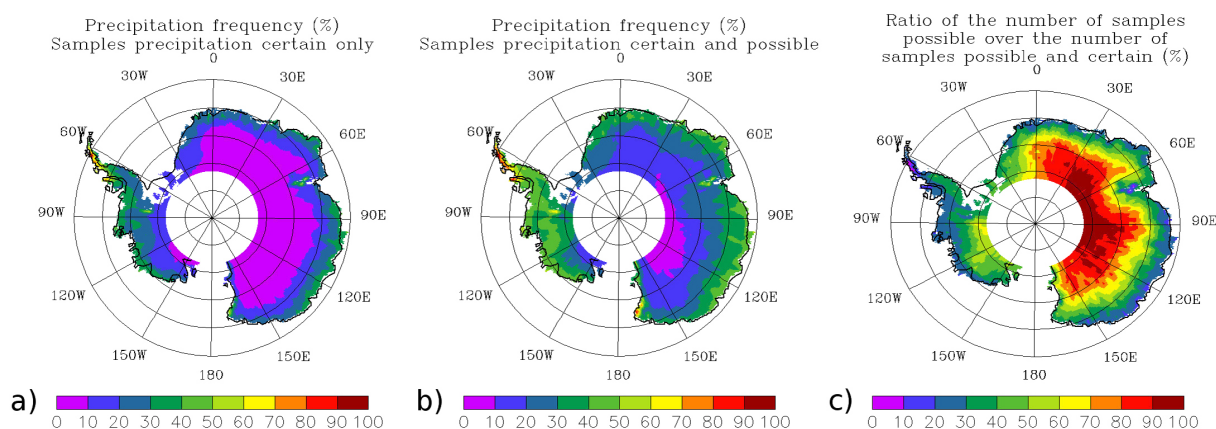 Precipitation frequency (%)
Samples precipitation certain only
0
30W
30E
60W
60E
90W
90E
120W
120E
150W
150E
180
a)
0 10 20 30 40 50 60 70 80 90 100
Precipitation frequency (%)
Samples precipitation certain and possible
0
30W
30E
60W
60E
90W
90E
120W
120E
150W
150E
180
b)
0 10 20 30 40 50 60 70 80 90 100
Ratio of the number of samples
possible over the number of
samples possible and certain (%)
0
30W
30E
60W
60E
90W
90E
120W
120E
150W
150E
180
c)
0 10 20 30 40 50 60 70 80 90 100